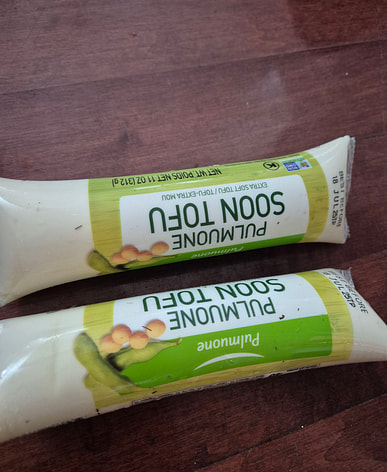 Pulmuone
PULMUONE
SOON TOFU
EXTRA SOFT TOFU / TOFU-EXTRA MOU
NET WT POIDS NET 11 OZ (312 g)
Pulmuone
PULMUONE
SOON TOFU